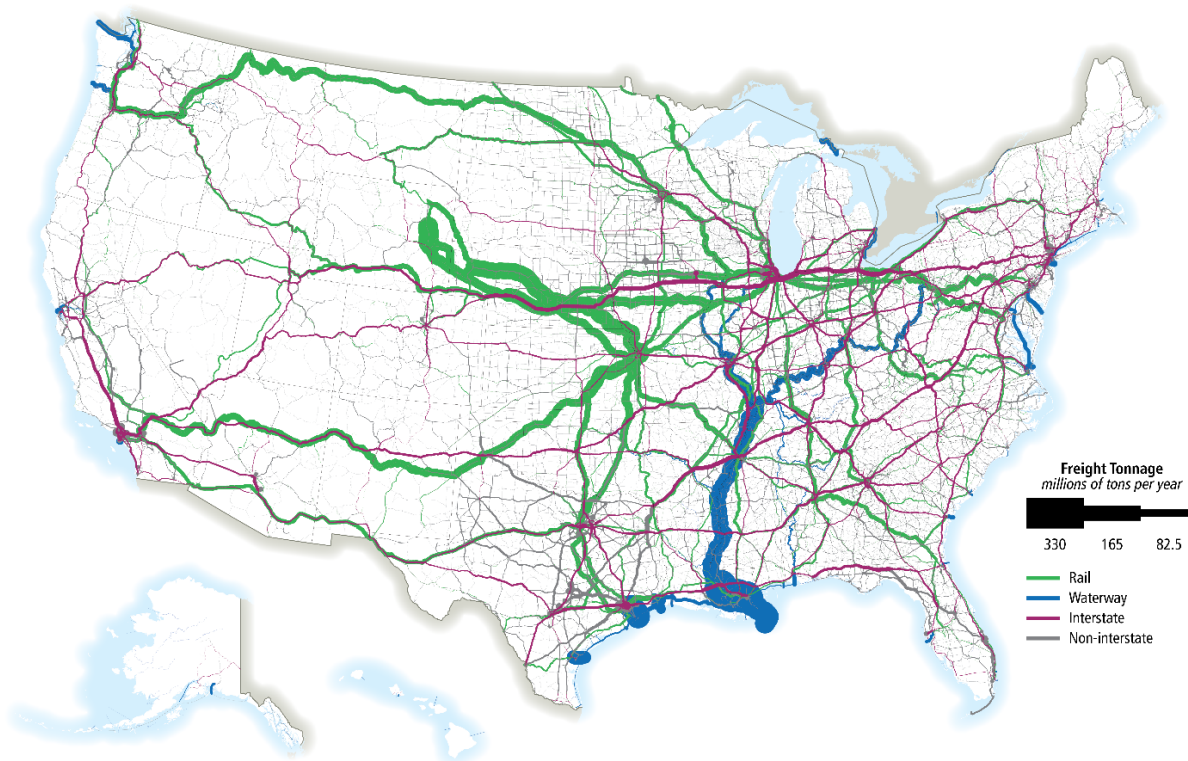 Freight Tonnage
millions of tons per year
330 165 82.5
Rail
Waterway
Interstate
Non-interstate